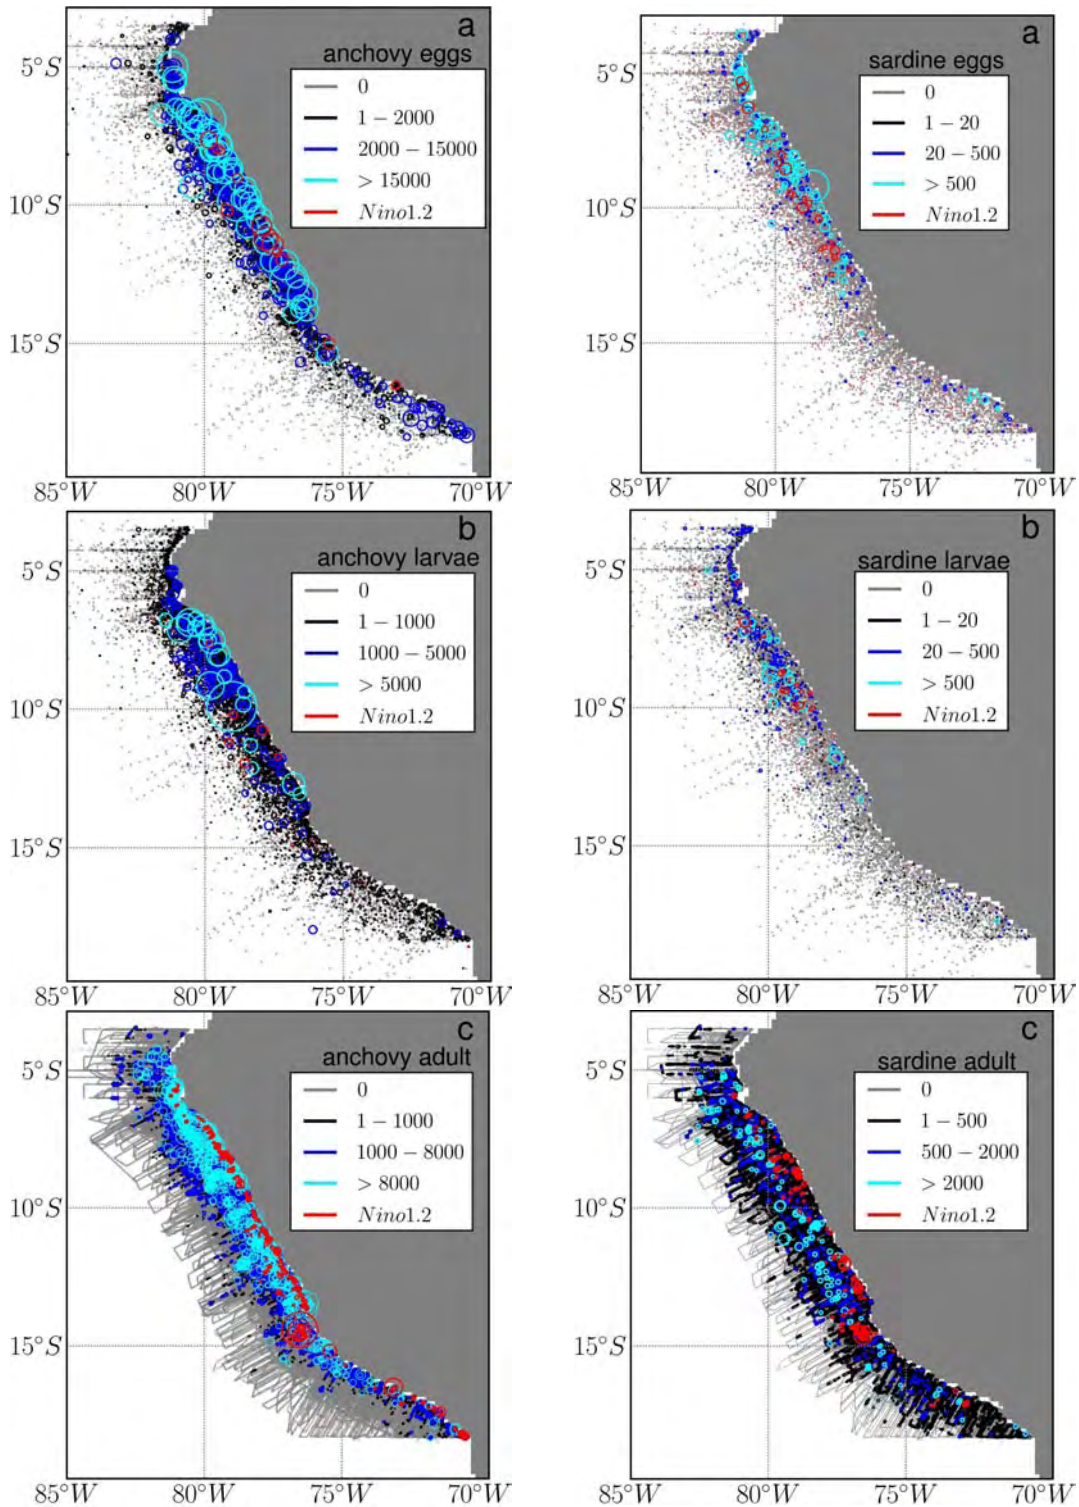 a
anchovy eggs
0
1 − 2000
2000 − 15000
> 15000
Nino1.2
5°S
10°S
15°S
85°W 80°W 75°W 70°W
a
sardine eggs
0
1 − 20
20 − 500
> 500
Nino1.2
5°S
10°S
15°S
85°W 80°W 75°W 70°W
b
anchovy larvae
0
1 − 1000
1000 − 5000
> 5000
Nino1.2
5°S
10°S
15°S
85°W 80°W 75°W 70°W
b
sardine larvae
0
1 − 20
20 − 500
> 500
Nino1.2
5°S
10°S
15°S
85°W 80°W 75°W 70°W
c
anchovy adult
0
1 − 1000
1000 − 8000
> 8000
Nino1.2
5°S
10°S
15°S
85°W 80°W 75°W 70°W
c
sardine adult
0
1 − 500
500 − 2000
> 2000
Nino1.2
5°S
10°S
15°S
85°W 80°W 75°W 70°W